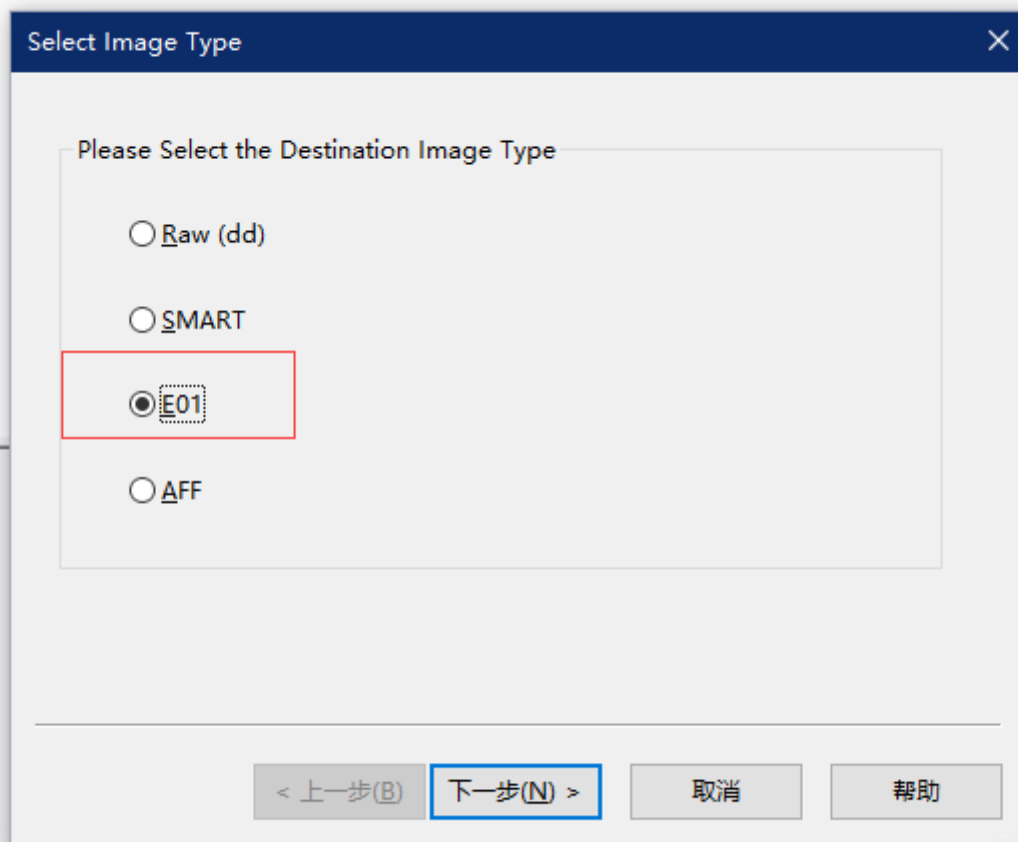 Select Image Type
Please Select the Destination Image Type
Raw (dd)
SMART
E01
AFF
< 上一步(B) 下一步(N) > 取消 帮助